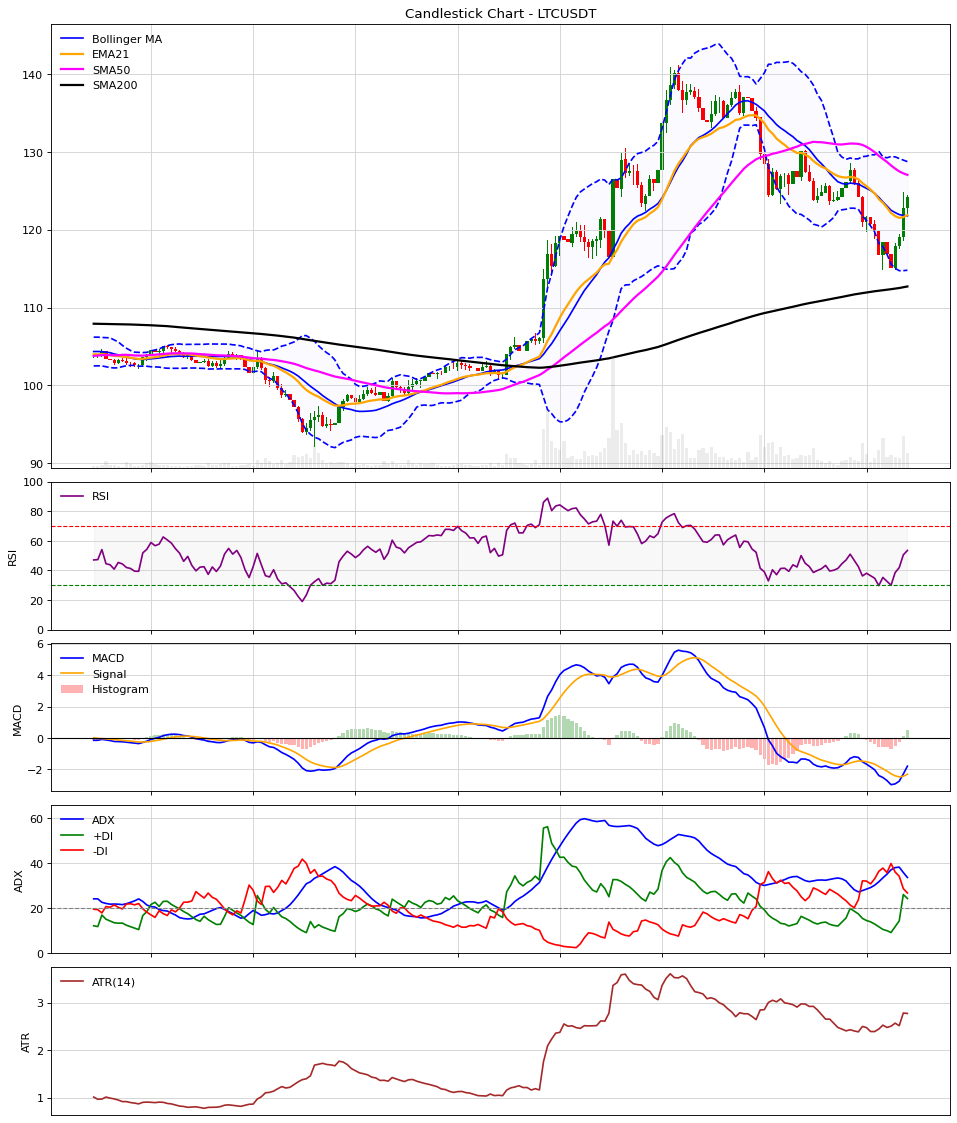 Candlestick Chart - LTCUSDT
Bollinger MA
EMA21
SMA50
SMA200
140
130
120
110
100
90
RSI
RSI
100
80
60
40
20
0
MACD
Signal
Histogram
MACD
6
4
2
0
−2
ADX
+DI
-DI
ADX
60
40
20
0
ATR(14)
ATR
3
2
1